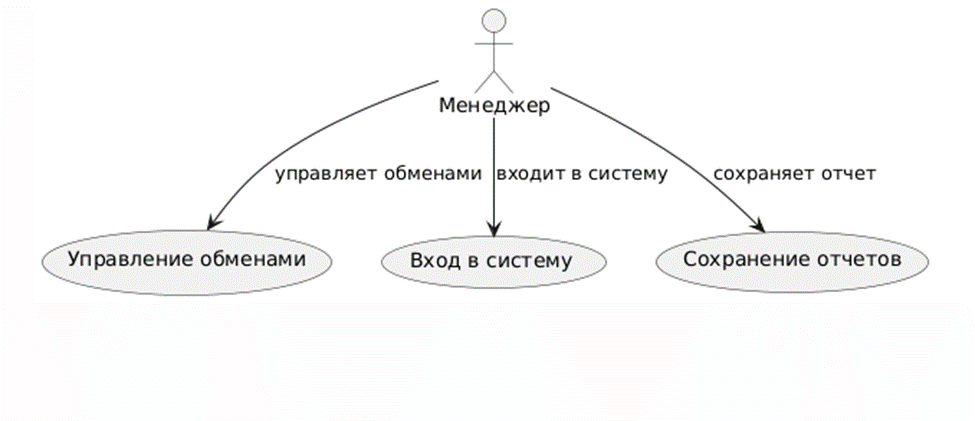 Менеджер
управляет обменами
входит в систему
сохраняет отчет
Управление обменами
Вход в систему
Сохранение отчетов